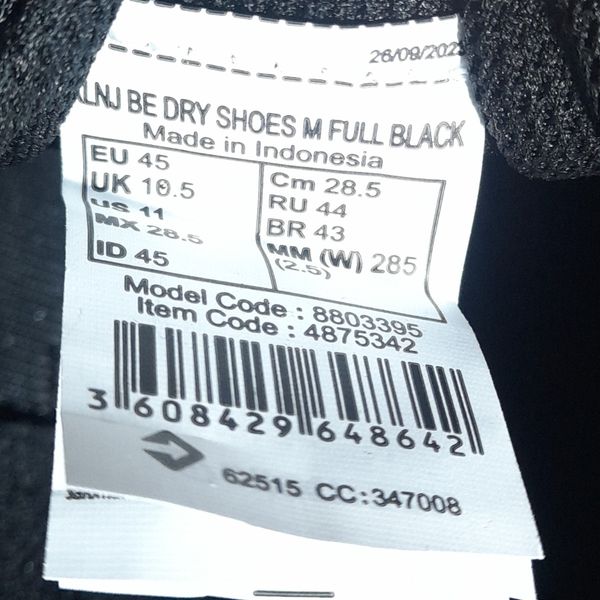 26/09/202
KLNJ BE DRY SHOES M FULL BLACK
Made in Indonesia
EU 45
UK 10.5
US 11
MX 28.5
ID 45
Cm 28.5
RU 44
BR 43
MM (W) 285
(2.5)
Model Code : 8803395
Item Code : 4875342
3 608429 648642
62515 CC:347008